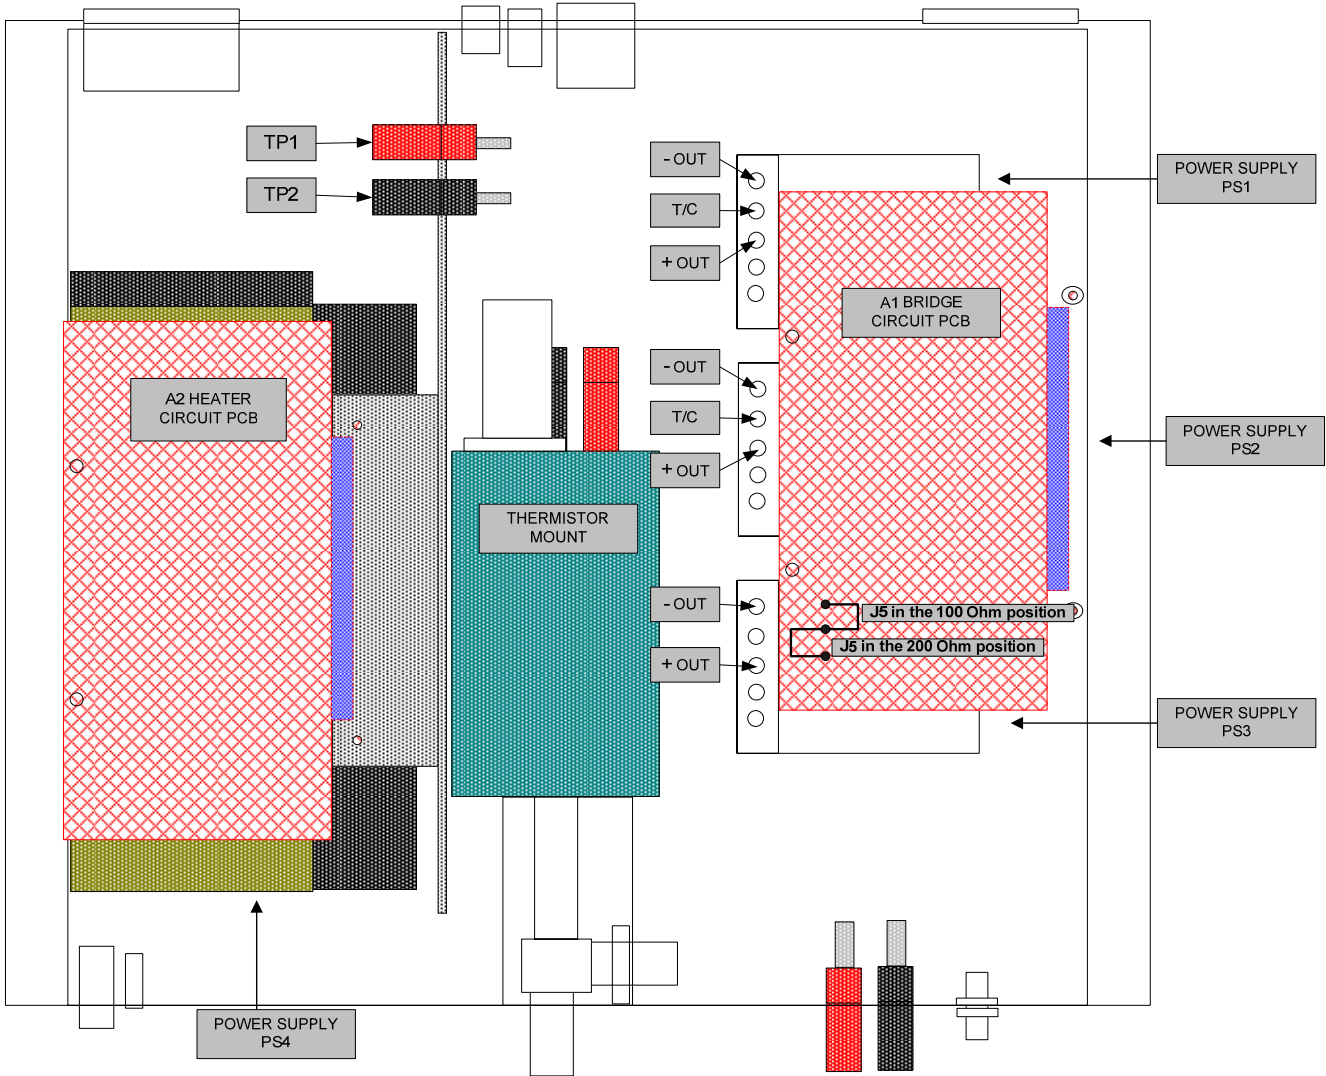 TP1
TP2
- OUT
T/C
+ OUT
POWER SUPPLY
PS1
A1 BRIDGE
CIRCUIT PCB
- OUT
T/C
+ OUT
A2 HEATER
CIRCUIT PCB
POWER SUPPLY
PS2
THERMISTOR
MOUNT
- OUT
+ OUT
J5 in the 100 Ohm position
J5 in the 200 Ohm position
POWER SUPPLY
PS3
POWER SUPPLY
PS4